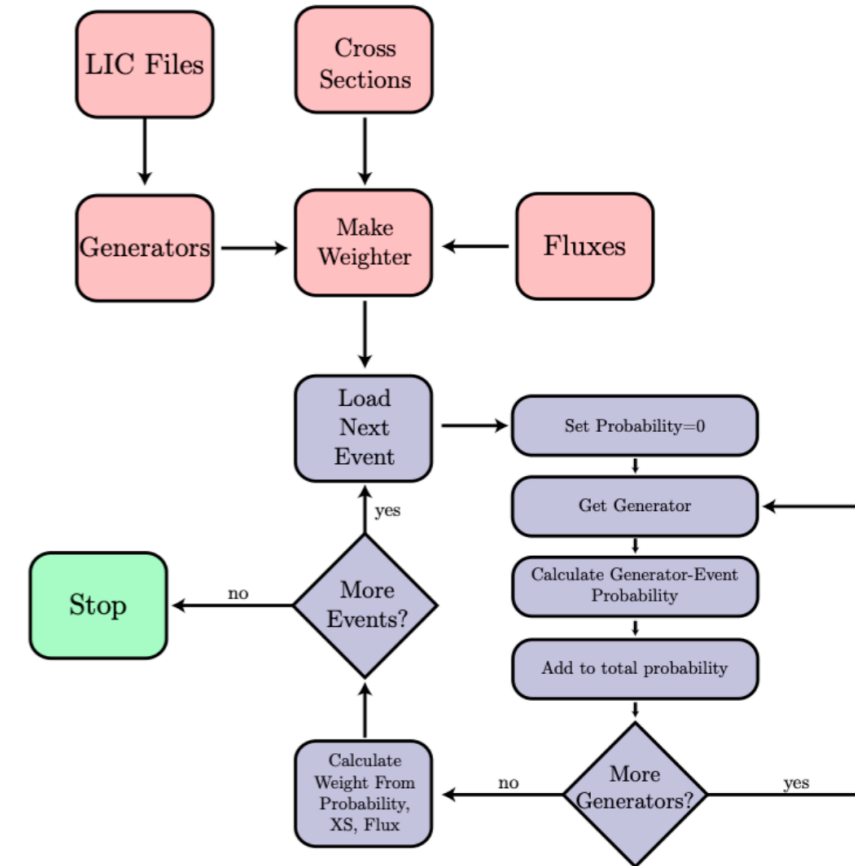 LIC Files
Cross
Sections
Generators
Make
Weighter
Fluxes
Load
Next
Event
Set Probability=0
Get Generator
yes
Calculate Generator-Event
Probability
Stop
no
More
Events?
Add to total probability
Calculate
Weight From
Probability,
XS, Flux
no
More
Generators?
yes